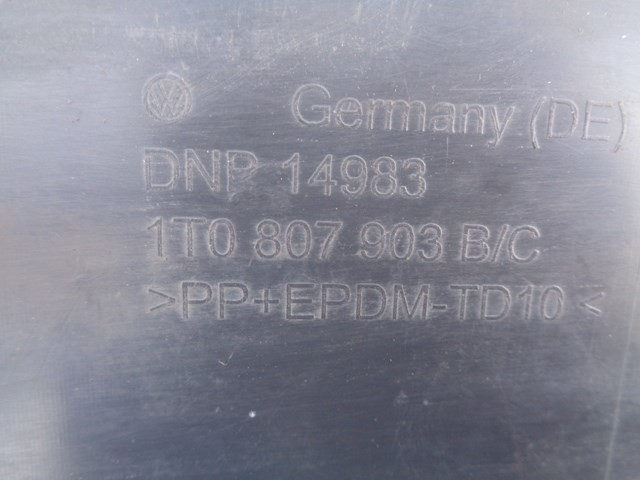 Germany (DE)
DNP 14983
1T0 807 903 B/C
>PP+EPDM-TD10<